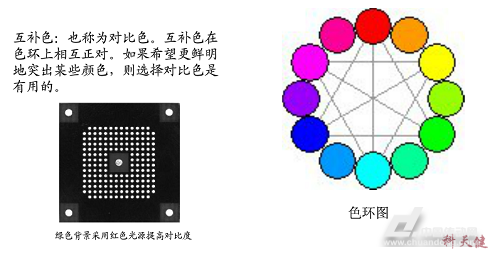 互补色：也称为对比色。互补色在
色环上相互正对。如果希望更鲜明
地突出某些颜色，则选择对比色是
有用的。
绿色背景采用红色光源提高对比度
色环图
科天健